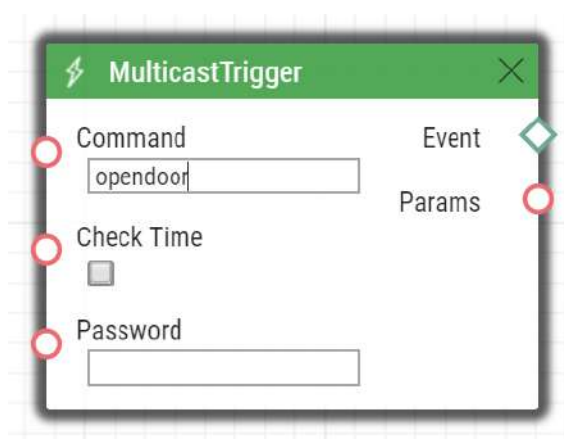 MulticastTrigger
Command
opendoor
Event
Params
Check Time
Password